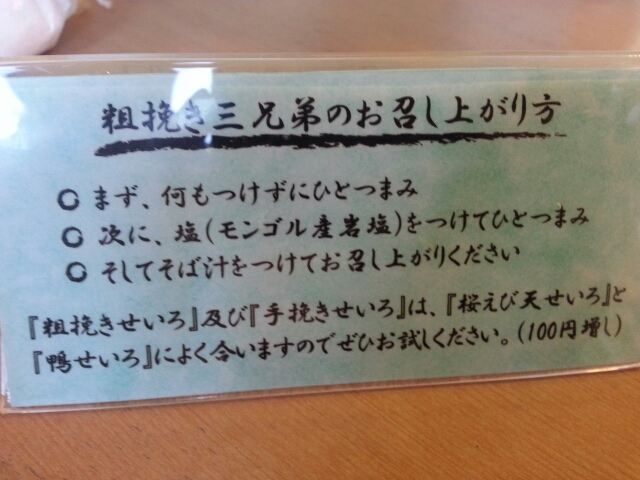 粗挽き三兄弟のお召し上がり方
○ まず、何もつけずにひとつまみ
○ 次に、塩(モンゴル産岩塩)をつけてひとつまみ
○ そしてそば汁をつけてお召し上がりください
『粗挽きせいろ』及び『手挽きせいろ』は、『桜えび天せいろ』と
『鴨せいろ』によく合いますのでぜひお試しください。(100円増し)